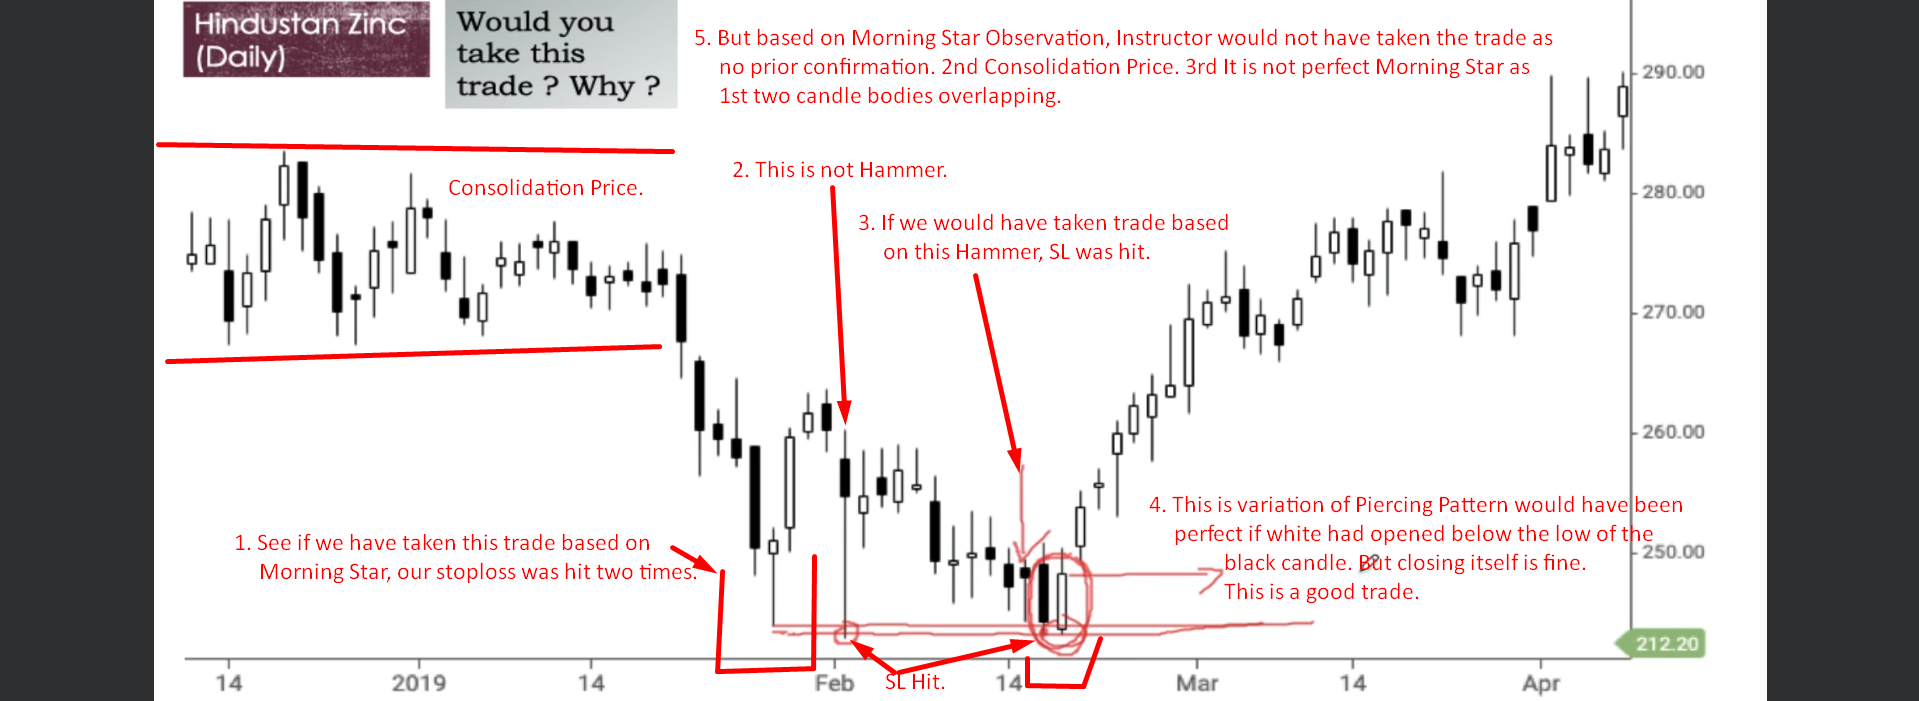 Hindustan Zinc
(Daily)
Would you
take this
trade ? Why ?
5. But based on Morning Star Observation, Instructor would not have taken the trade as
no prior confirmation. 2nd Consolidation Price. 3rd It is not perfect Morning Star as
1st two candle bodies overlapping.
290.00
2. This is not Hammer.
Consolidation Price.
280.00
3. If we would have taken trade based
on this Hammer, SL was hit.
270.00
260.00
4. This is variation of Piercing Pattern would have been
perfect if white had opened below the low of the
black candle. But closing itself is fine.
This is a good trade.
250.00
1. See if we have taken this trade based on
Morning Star, our stoploss was hit two times.
212.20
SL Hit.
14
2019
14
Feb
14
Mar
14
Apr